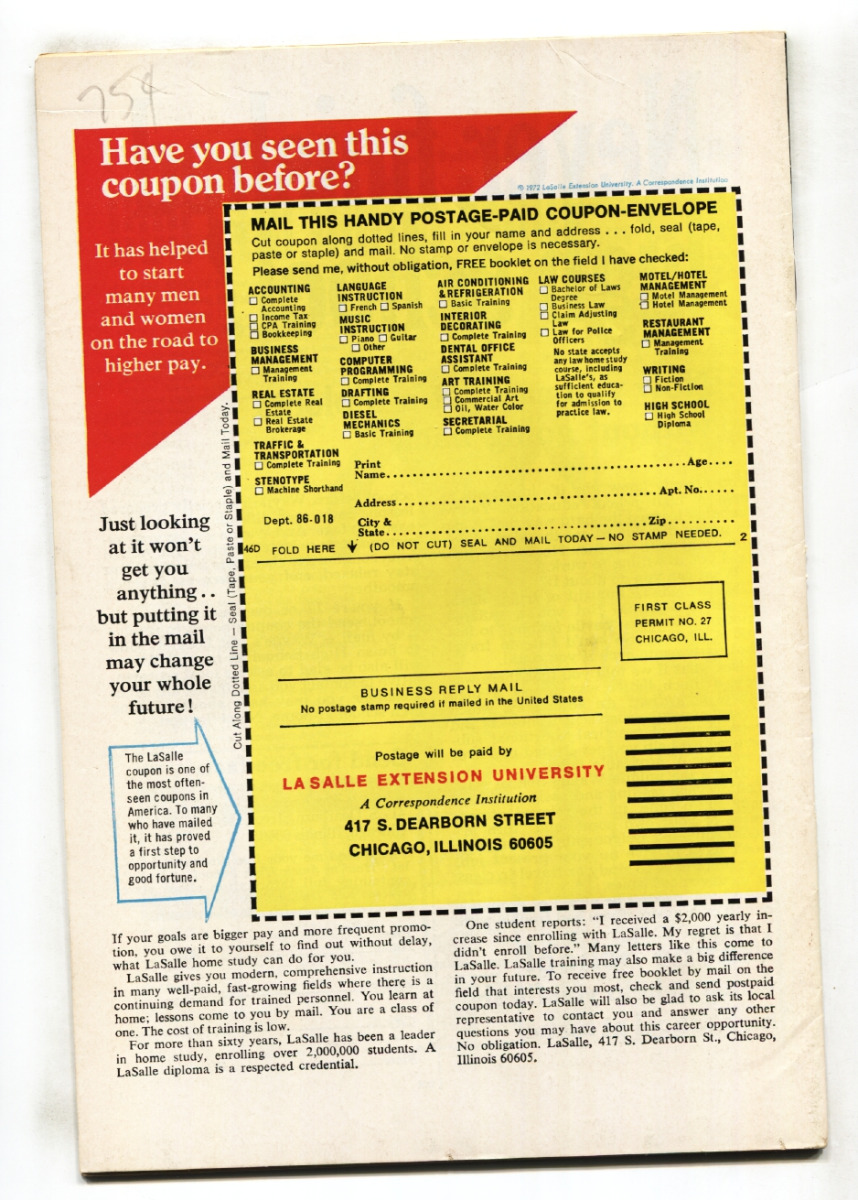 75¢
Have you seen this
coupon before?
© 1972 LaSalle Extension University, A Correspondence Institution
It has helped
to start
many men
and women
on the road to
higher pay.
Just looking
at it won't
get you
anything..
but putting it
in the mail
may change
your whole
future!
The LaSalle
coupon is one of
the most often-
seen coupons in
America. To many
who have mailed
it, it has proved
a first step to
opportunity and
good fortune.
Cut Along Dotted Line — Seal (Tape, Paste or Staple) and Mail Today.
MAIL THIS HANDY POSTAGE-PAID COUPON-ENVELOPE
Cut coupon along dotted lines, fill in your name and address . . . fold, seal (tape,
paste or staple) and mail. No stamp or envelope is necessary.
Please send me, without obligation, FREE booklet on the field I have checked:
ACCOUNTING
☐ Complete
Accounting
☐ Income Tax
☐ CPA Training
☐ Bookkeeping
BUSINESS
MANAGEMENT
☐ Management
Training
REAL ESTATE
☐ Complete Real
Estate
☐ Real Estate
Brokerage
TRAFFIC &
TRANSPORTATION
☐ Complete Training
STENOTYPE
☐ Machine Shorthand
LANGUAGE
INSTRUCTION
☐ French ☐ Spanish
MUSIC
INSTRUCTION
☐ Piano ☐ Guitar
☐ Other
COMPUTER
PROGRAMMING
☐ Complete Training
DRAFTING
☐ Complete Training
DIESEL
MECHANICS
☐ Basic Training
AIR CONDITIONING
& REFRIGERATION
☐ Basic Training
INTERIOR
DECORATING
☐ Complete Training
DENTAL OFFICE
ASSISTANT
☐ Complete Training
ART TRAINING
☐ Complete Training
☐ Commercial Art
☐ Oil, Water Color
SECRETARIAL
☐ Complete Training
LAW COURSES
☐ Bachelor of Laws
Degree
☐ Business Law
☐ Claim Adjusting
Law
☐ Law for Police
Officers
No state accepts
any law home study
course, including
LaSalle's, as
sufficient educa-
tion to qualify
for admission to
practice law.
MOTEL/HOTEL
MANAGEMENT
☐ Motel Management
☐ Hotel Management
RESTAURANT
MANAGEMENT
☐ Management
Training
WRITING
☐ Fiction
☐ Non-Fiction
HIGH SCHOOL
☐ High School
Diploma
Print
Name.....Age....
Address.....Apt. No......
Dept. 86-018
City &
State.....Zip..........
46D FOLD HERE ↓ (DO NOT CUT) SEAL AND MAIL TODAY — NO STAMP NEEDED. 2
FIRST CLASS
PERMIT NO. 27
CHICAGO, ILL.
BUSINESS REPLY MAIL
No postage stamp required if mailed in the United States
Postage will be paid by
LA SALLE EXTENSION UNIVERSITY
A Correspondence Institution
417 S. DEARBORN STREET
CHICAGO, ILLINOIS 60605
If your goals are bigger pay and more frequent promo-
tion, you owe it to yourself to find out without delay,
what LaSalle home study can do for you.
LaSalle gives you modern, comprehensive instruction
in many well-paid, fast-growing fields where there is a
continuing demand for trained personnel. You learn at
home; lessons come to you by mail. You are a class of
one. The cost of training is low.
For more than sixty years, LaSalle has been a leader
in home study, enrolling over 2,000,000 students. A
LaSalle diploma is a respected credential.
One student reports: "I received a $2,000 yearly in-
crease since enrolling with LaSalle. My regret is that I
didn't enroll before." Many letters like this come to
LaSalle. LaSalle training may also make a big difference
in your future. To receive free booklet by mail on the
field that interests you most, check and send postpaid
coupon today. LaSalle will also be glad to ask its local
representative to contact you and answer any other
questions you may have about this career opportunity.
No obligation. LaSalle, 417 S. Dearborn St., Chicago,
Illinois 60605.